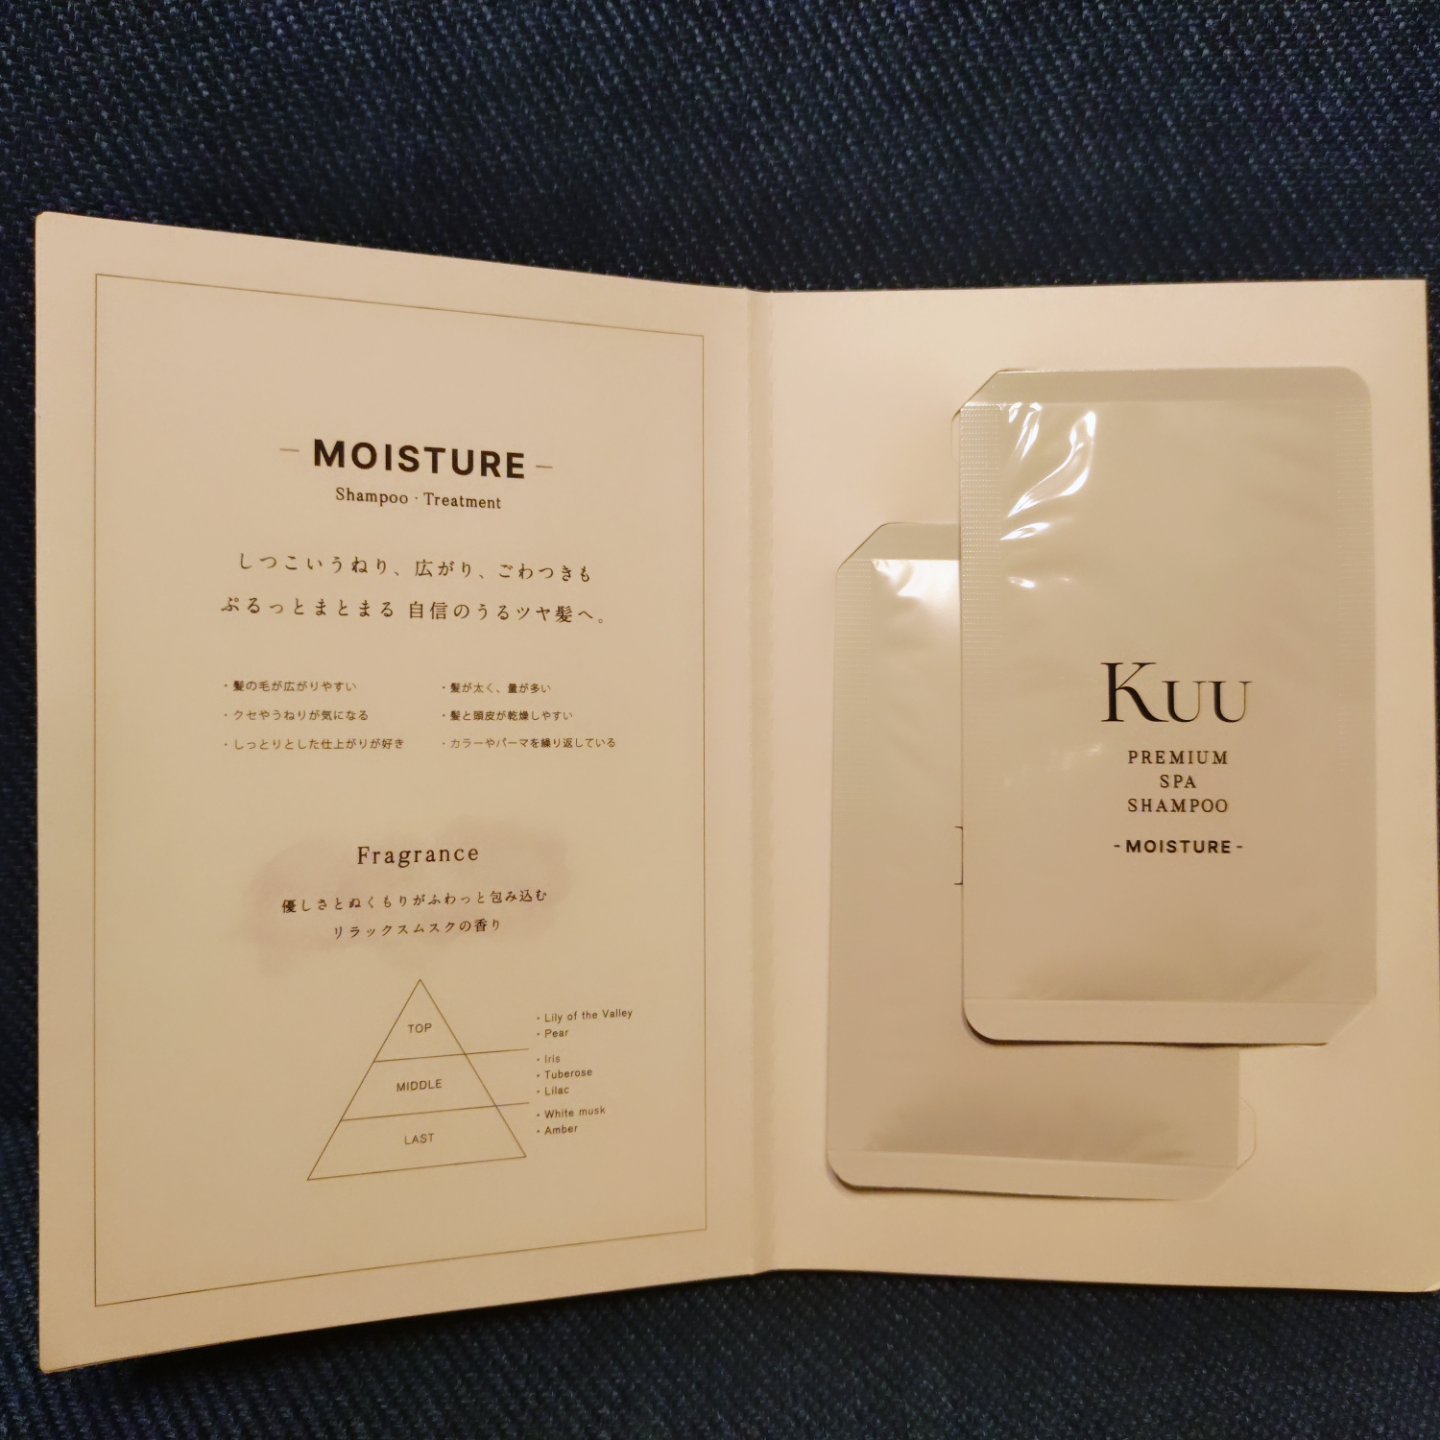 - MOISTURE -
Shampoo · Treatment
しつこいうねり、広がり、ごわつきも
ぷるっとまとまる 自信のうるツヤ髪へ。
・髪の毛が広がりやすい
・クセやうねりが気になる
・しっとりとした仕上がりが好き
・髪が太く、量が多い
・髪と頭皮が乾燥しやすい
・カラーやパーマを繰り返している
Fragrance
優しさとぬくもりがふわっと包み込む
リラックスムスクの香り
TOP
・Lily of the Valley
・Pear
MIDDLE
・Iris
・Tuberose
・Lilac
LAST
・White musk
・Amber
KUU
PREMIUM
SPA
SHAMPOO
-MOISTURE-